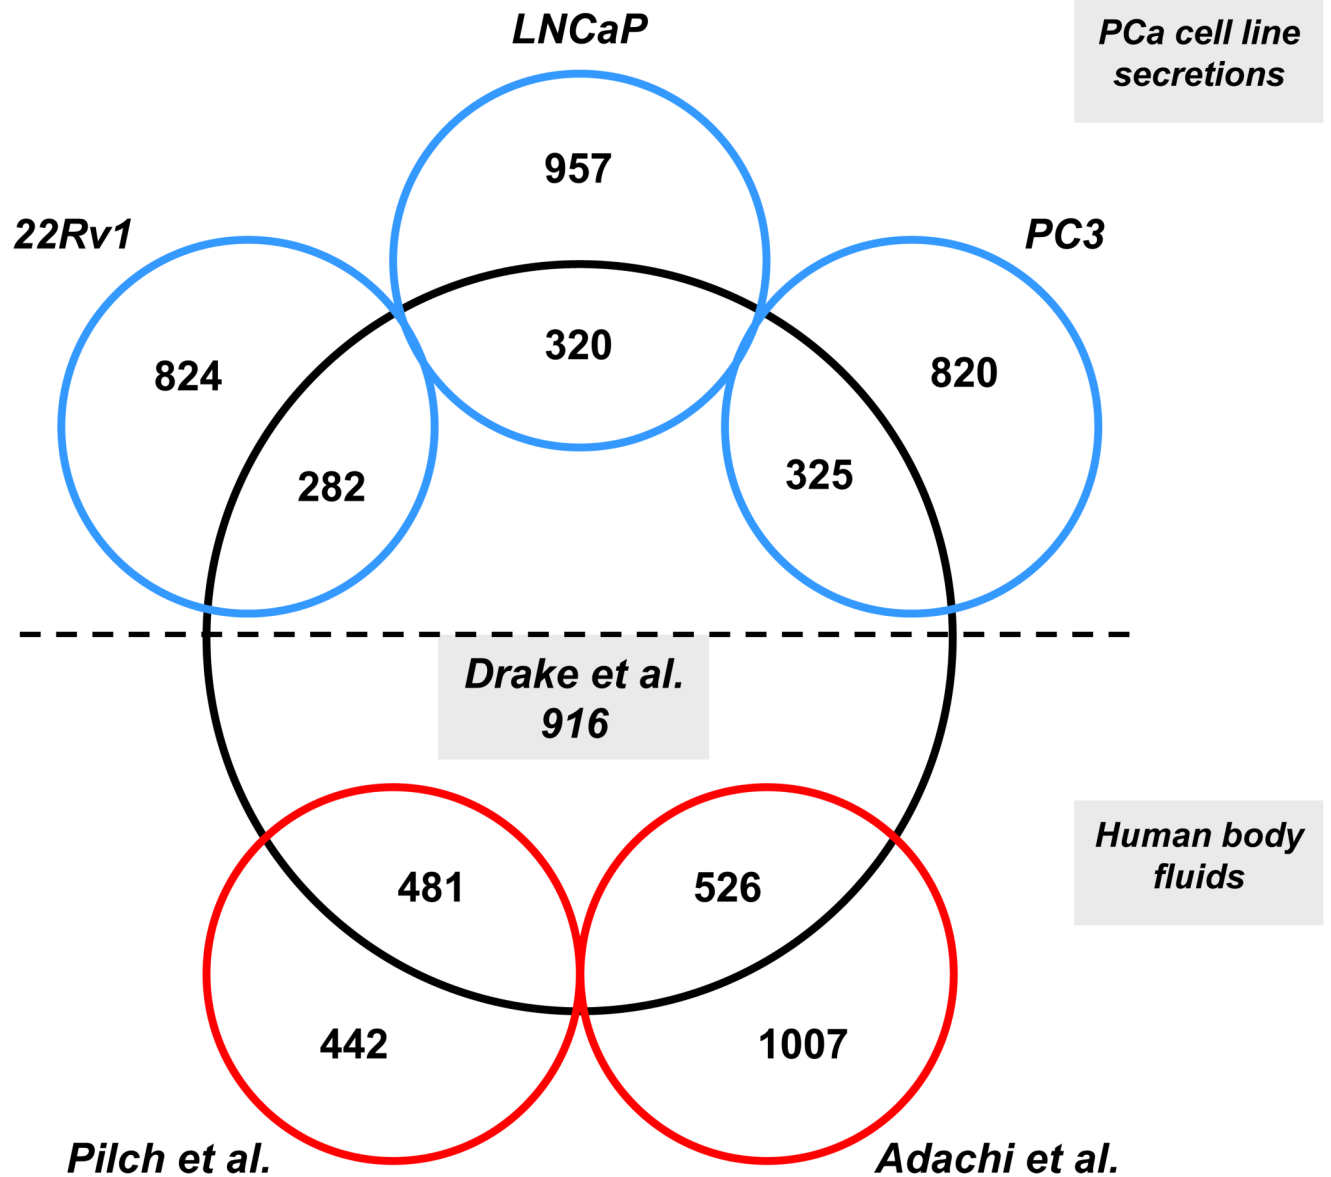 LNCaP
PCa cell line
secretions
957
22Rv1
PC3
320
824
820
282
325
Drake et al.
916
Human body
fluids
481
526
442
1007
Pilch et al.
Adachi et al.